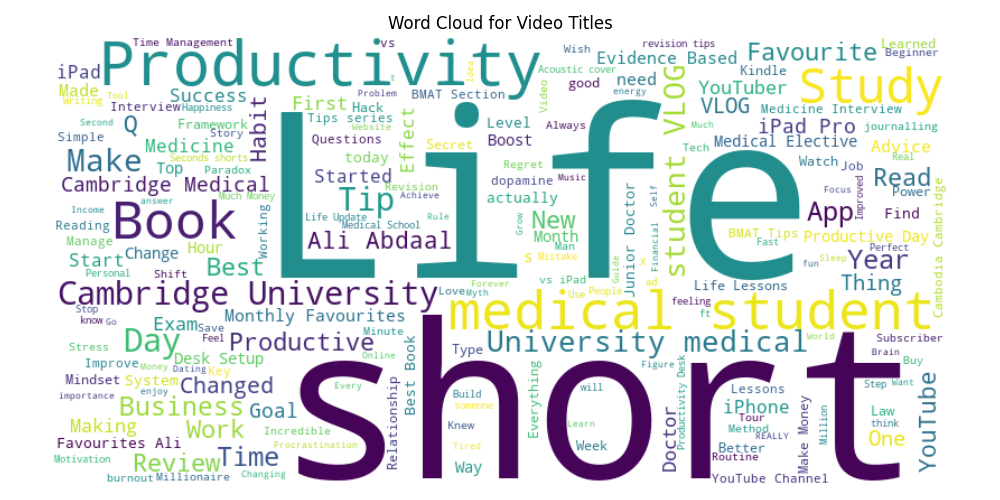 Word Cloud for Video Titles
Time Management
vs
Wish
revision tips
Learned
Productivity
Idea
Acoustic cover
Evidence Based
Favourite
Beginner
iPad
Made
Writing
Tool
Success
Problem
t
BMAT Section
Video
good
need
Kindle
energy
YouTuber
VLOG
Study
Interview
Happiness
First
Hack
Tips series
Website
Effect
Level
Always
VLOG
Medicine Interview
Second
Q
Framework
Story
Habit
Questions
Secret
Boost
Much
iPad Pro
journalling
Simple
Medicine
Life
Regret
Tech
Medical Elective
Advice
Real
Make
Seconds shorts
Top
Paradox
today
Started
Revision
dopamine
Music
student
Watch
Job
Read
Cambridge Medical
Much Money
Tip
Achieve
actually
Junior Doctor
Financial
Self
Focus
Improved
Power
Income
answer
Book
Life Update
Medical School
Rule
Grow
New
App
Find
Cambridge
Cambodia
Reading
Working
Ali Abdaal
Month
Man
BMAT Tips
Productive Day
Fast
Manage
Change
Hour
s
Mistake
Guide
x
Perfect
Start
Personal
Shift
Best
vs iPad
ad
fun
Sleep
Year
Thing
Cambridge University
Love
Myth
Forever
Use
People
feeling
Life Lessons
Stop
know
Go
Monthly Favourites
medical student
ft
Exam
Save
Feel
Minute
World
Subscriber
Day
Productive
University medical
Brain
Stress
Desk Setup
Online
Type
Figure
Buy
Improve
Money
Dating
Key
Best Book
short
Productivity Desk
Mindset
System
enjoy
Changed
Every
Build
will
Lessons
Step
Want
importance
Business
Goal
someone
Everything
iPhone
Law
YouTube
Making
Work
Incredible
Relationship
Knew
Learn
Tour
Method
Make Money
Million
think
Favourites Ali
Procrastination
Tired
Week
Doctor
REALLY
Better
One
Motivation
Review
Time
Way
Routine
burnout
Millionaire
Changing
YouTube Channel